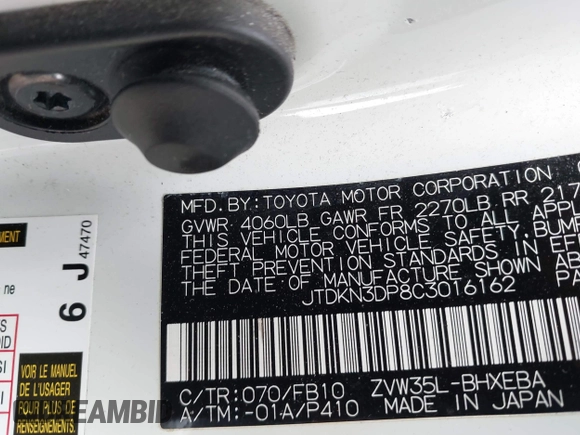 MFD.BY:TOYOTA MOTOR CORPORATION
GVWR 4060LB GAWR FR 2270LB RR
THIS VEHICLE CONFORMS TO ALL
FEDERAL MOTOR VEHICLE SAFETY,
PREVENTION STANDARDS IN
THE DATE OF MANUFACTURE SHOWN
JTDKN3DP8C3016162
C/TR:070/FB10 ZVW35L-BHXEBA
A/TM:-01A/P410 MADE IN JAPAN
6 J 47470
ne
VOIR LE MANUEL
DE L'USAGER
POUR PLUS DE
RENSEIGNEMENTS.